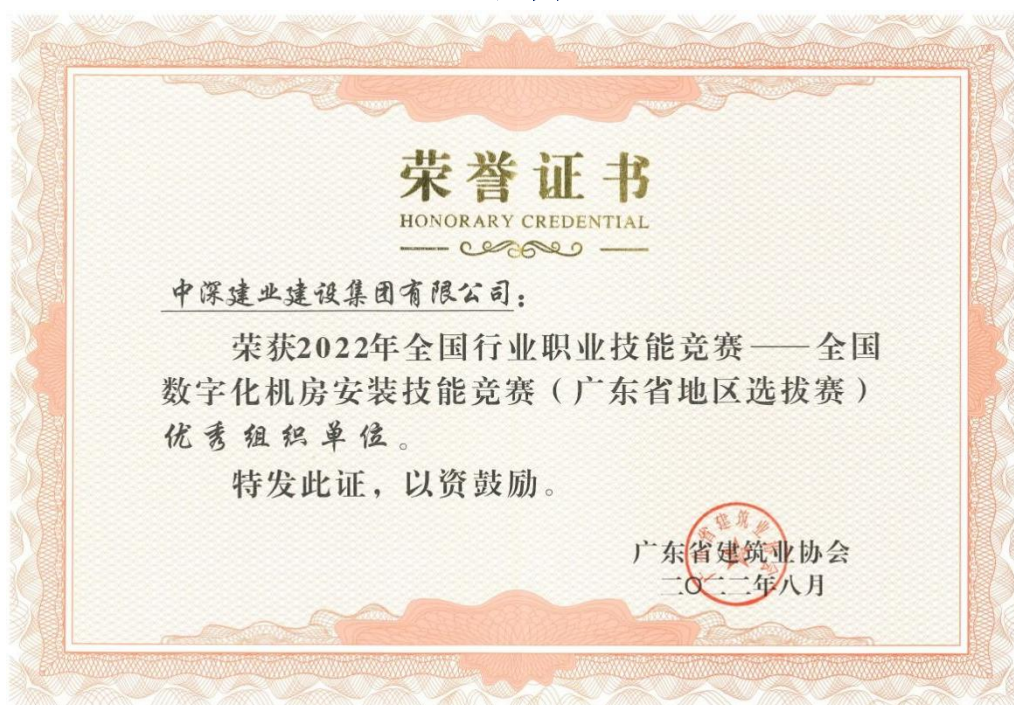 荣誉证书
HONORARY CREDENTIAL
中深建业建设集团有限公司：
荣获2022年全国行业职业技能竞赛——全国
数字化机房安装技能竞赛（广东省地区选拔赛）
优秀组织单位。
特发此证，以资鼓励。
广东省建筑业协会
二〇二二年八月